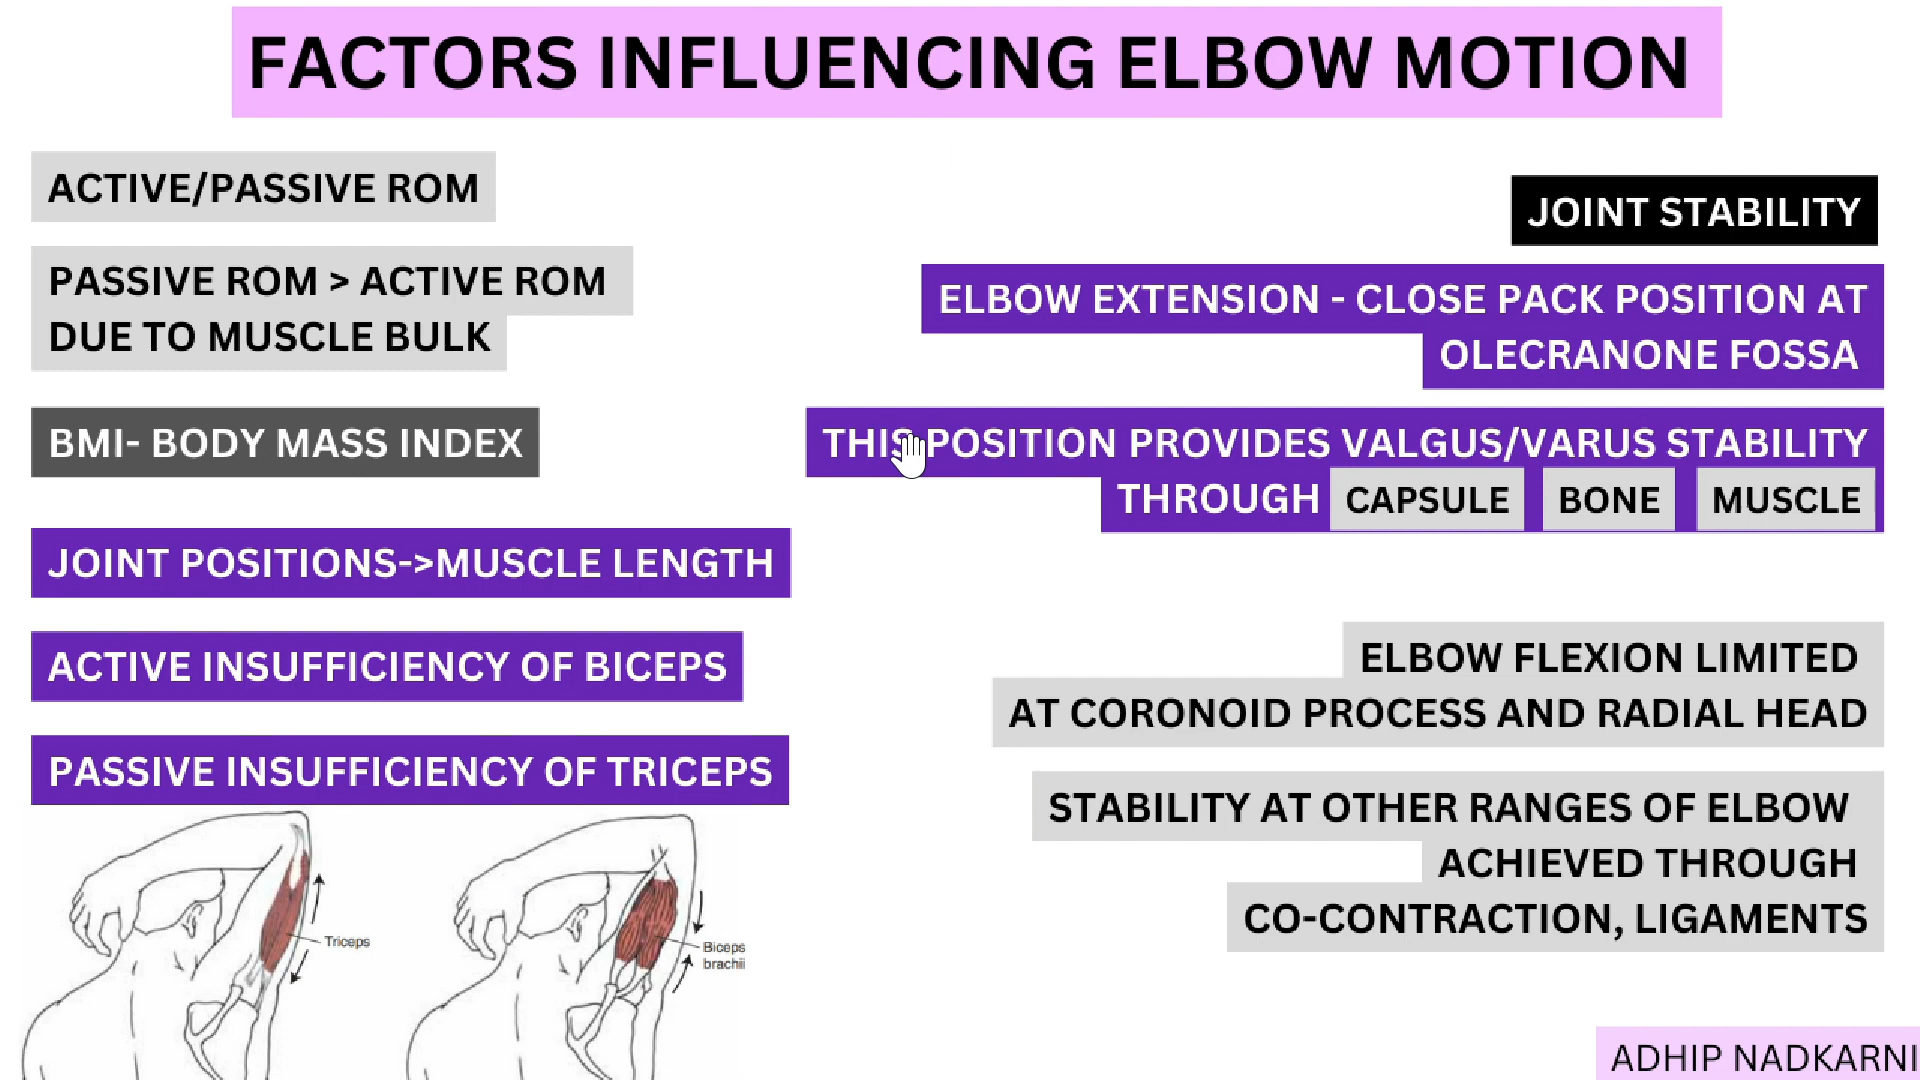 FACTORS INFLUENCING ELBOW MOTION
ACTIVE/PASSIVE ROM
PASSIVE ROM > ACTIVE ROM
DUE TO MUSCLE BULK
BMI- BODY MASS INDEX
JOINT POSITIONS->MUSCLE LENGTH
ACTIVE INSUFFICIENCY OF BICEPS
PASSIVE INSUFFICIENCY OF TRICEPS
Triceps
Biceps
brachii
JOINT STABILITY
ELBOW EXTENSION - CLOSE PACK POSITION AT
OLECRANONE FOSSA
THIS POSITION PROVIDES VALGUS/VARUS STABILITY
THROUGH CAPSULE BONE MUSCLE
ELBOW FLEXION LIMITED
AT CORONOID PROCESS AND RADIAL HEAD
STABILITY AT OTHER RANGES OF ELBOW
ACHIEVED THROUGH
CO-CONTRACTION, LIGAMENTS
ADHIP NADKARNI